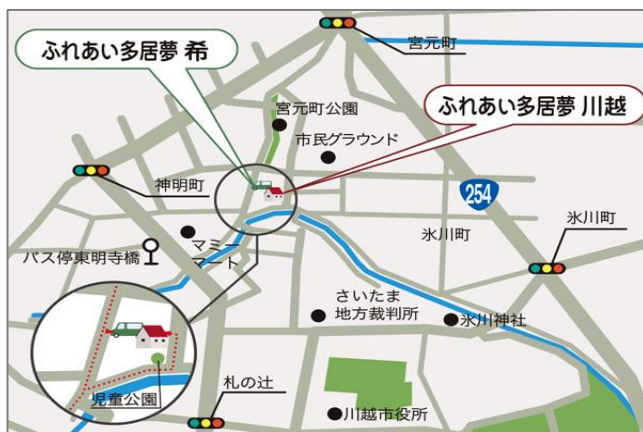 宮元町
ふれあい多居夢 希
宮元町公園
ふれあい多居夢 川越
市民グラウンド
神明町
254
氷川町
氷川町
バス停東明寺橋
マミー
マート
さいたま
地方裁判所
氷川神社
児童公園
札の辻
川越市役所